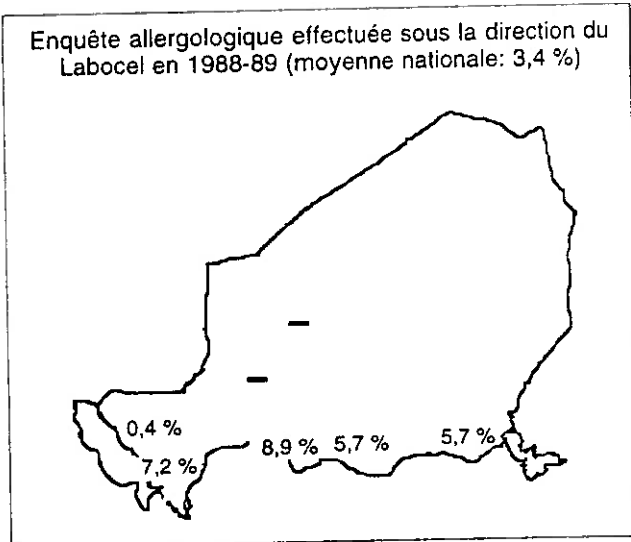 Enquête allergologique effectuée sous la direction du
Labocel en 1988-89 (moyenne nationale: 3,4 %)
0,4 %
7,2 %
8,9 % 5,7 % 5,7 %